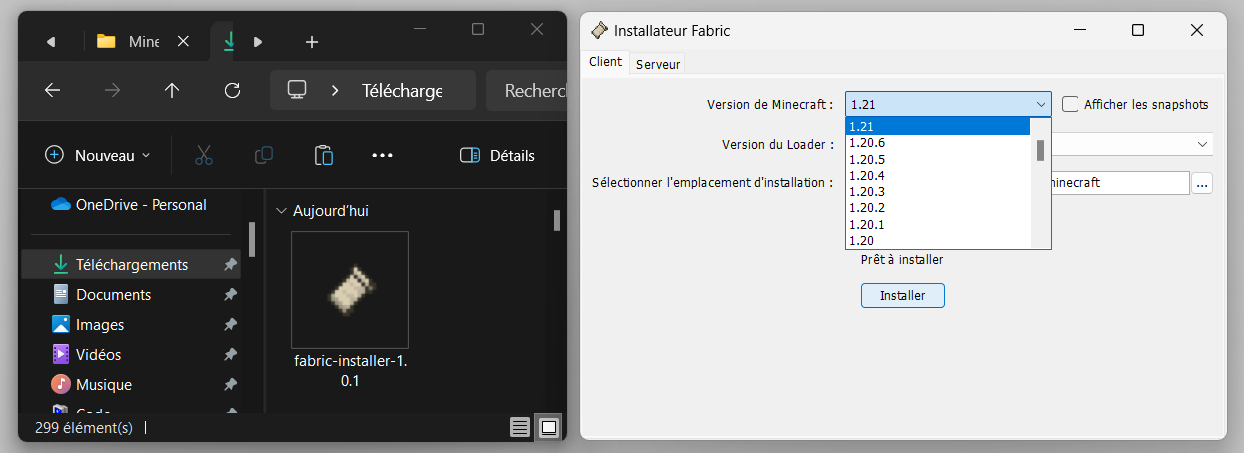 Mine
Télécharge
Recherc
Nouveau
Détails
OneDrive - Personal
Téléchargements
Documents
Images
Vidéos
Musique
Aujourd'hui
fabric-installer-1.
0.1
299 élément(s)
Installateur Fabric
Client
Serveur
Version de Minecraft :
1.21
Afficher les snapshots
1.21
1.20.6
1.20.5
1.20.4
1.20.3
1.20.2
1.20.1
1.20
Version du Loader :
Sélectionner l'emplacement d'installation :
minecraft
...
Prêt à installer
Installer